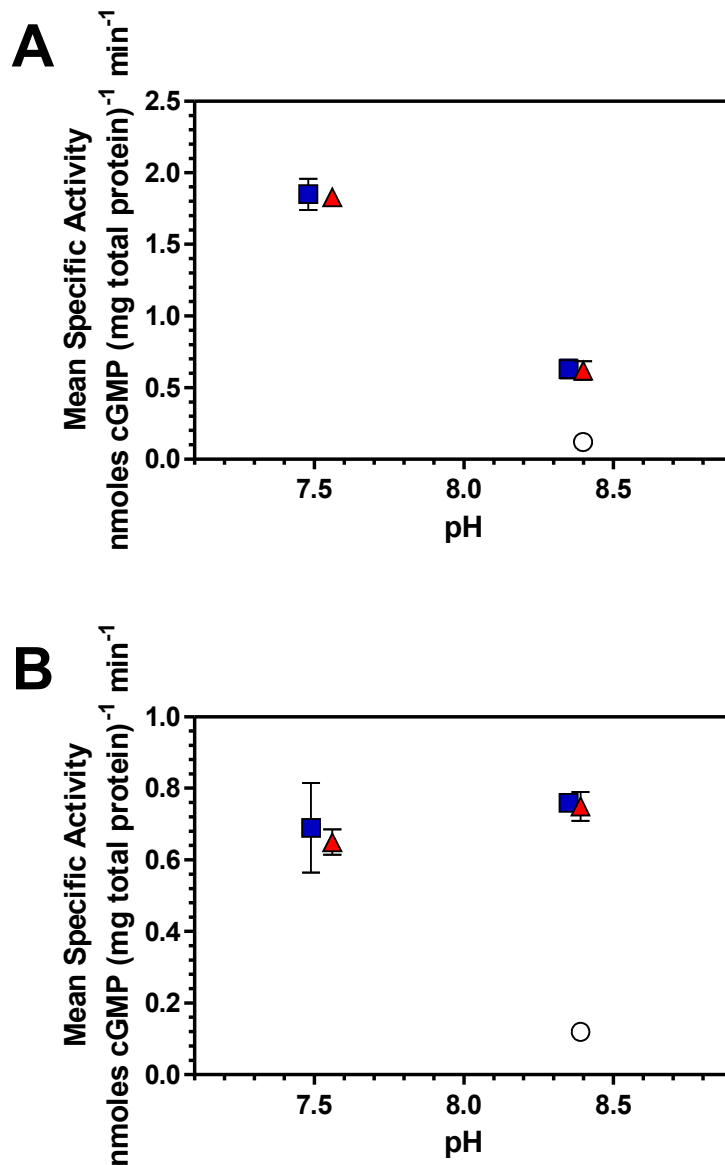 A
Mean Specific Activity
nmoles cGMP (mg total protein)⁻¹ min⁻¹
2.5
2.0
1.5
1.0
0.5
0.0
7.5 8.0 8.5
pH
B
Mean Specific Activity
nmoles cGMP (mg total protein)⁻¹ min⁻¹
1.0
0.8
0.6
0.4
0.2
0.0
7.5 8.0 8.5
pH